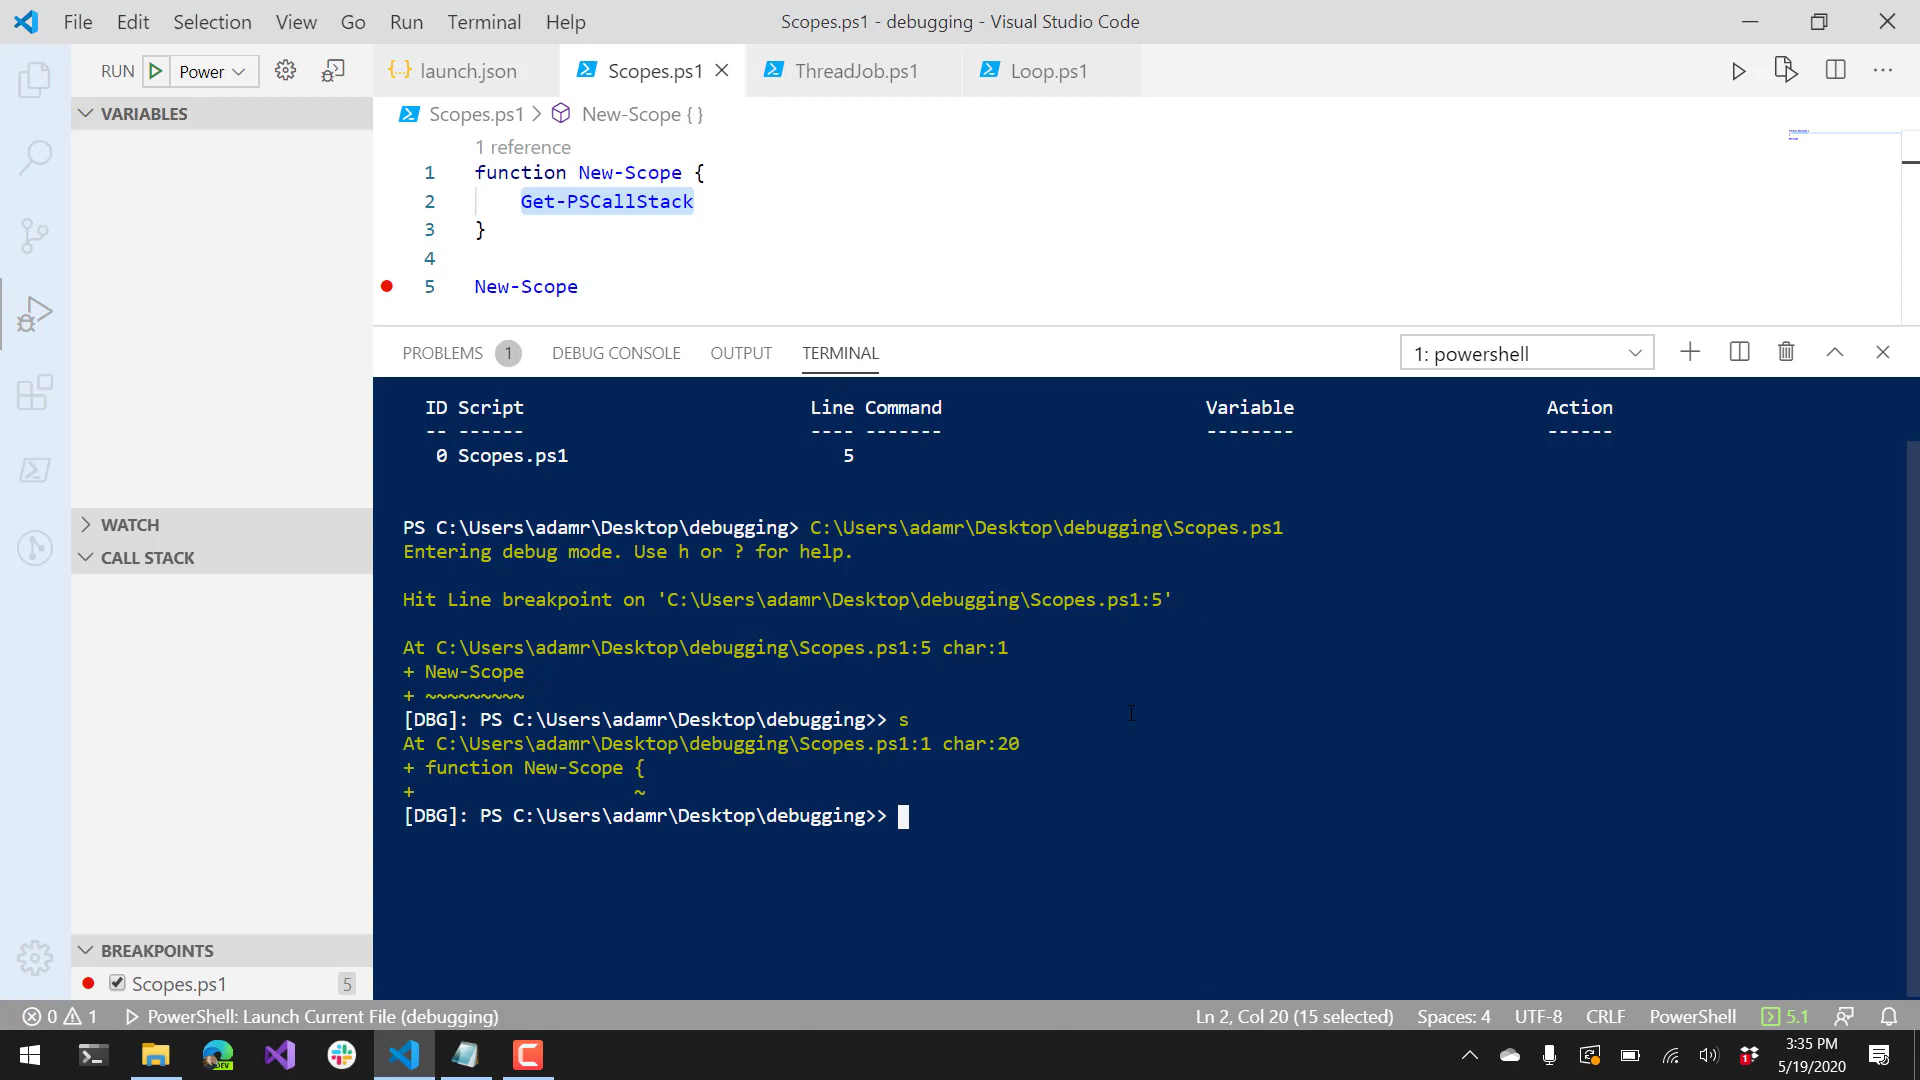 File Edit Selection View Go Run Terminal Help
Scopes.ps1 - debugging - Visual Studio Code
RUN Power
launch.json Scopes.ps1 ThreadJob.ps1 Loop.ps1
VARIABLES
Scopes.ps1 > New-Scope { }
1 reference
1 function New-Scope {
2 Get-PSCallStack
3 }
4
5 New-Scope
PROBLEMS 1 DEBUG CONSOLE OUTPUT TERMINAL
1: powershell
ID Script Line Command Variable Action
-- ------ ---- ------- -------- ------
0 Scopes.ps1 5
PS C:\Users\adamr\Desktop\debugging> C:\Users\adamr\Desktop\debugging\Scopes.ps1
Entering debug mode. Use h or ? for help.
Hit Line breakpoint on 'C:\Users\adamr\Desktop\debugging\Scopes.ps1:5'
At C:\Users\adamr\Desktop\debugging\Scopes.ps1:5 char:1
+ New-Scope
+ ~~~~~~~~~
[DBG]: PS C:\Users\adamr\Desktop\debugging>> s
At C:\Users\adamr\Desktop\debugging\Scopes.ps1:1 char:20
+ function New-Scope {
+ ~
[DBG]: PS C:\Users\adamr\Desktop\debugging>>
WATCH
CALL STACK
BREAKPOINTS
Scopes.ps1 5
0 1 PowerShell: Launch Current File (debugging)
Ln 2, Col 20 (15 selected) Spaces: 4 UTF-8 CRLF PowerShell 5.1
DEV
1
3:35 PM
5/19/2020